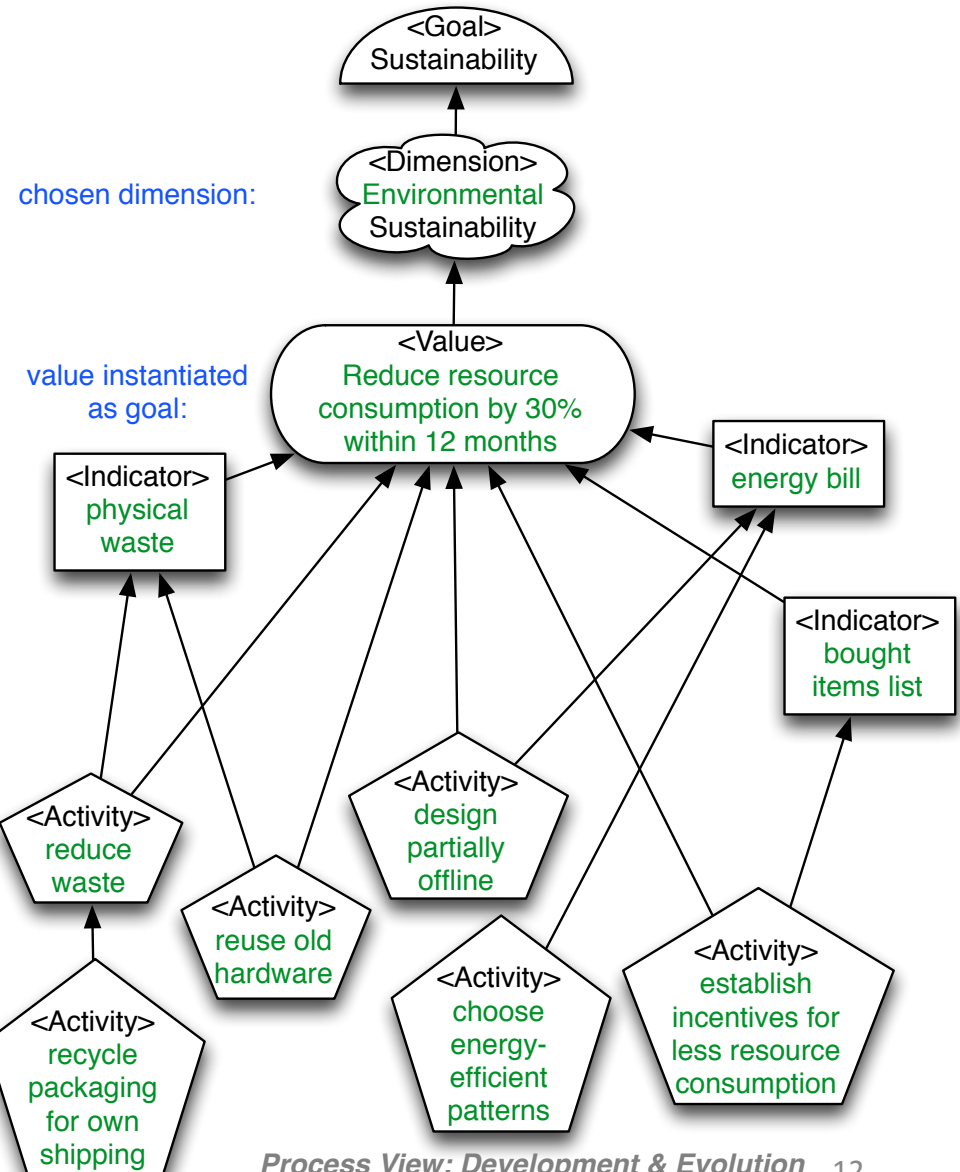 <Goal>
Sustainability
<Dimension>
chosen dimension:
Environmental
Sustainability
<Value>
value instantiated
as goal:
Reduce resource
consumption by 30%
within 12 months
<Indicator>
physical
waste
<Indicator>
energy bill
<Indicator>
bought
items list
<Activity>
reduce
waste
<Activity>
reuse old
hardware
<Activity>
design
partially
offline
<Activity>
choose
energy-
efficient
patterns
<Activity>
establish
incentives for
less resource
consumption
<Activity>
recycle
packaging
for own
shipping
Process View: Development & Evolution 12